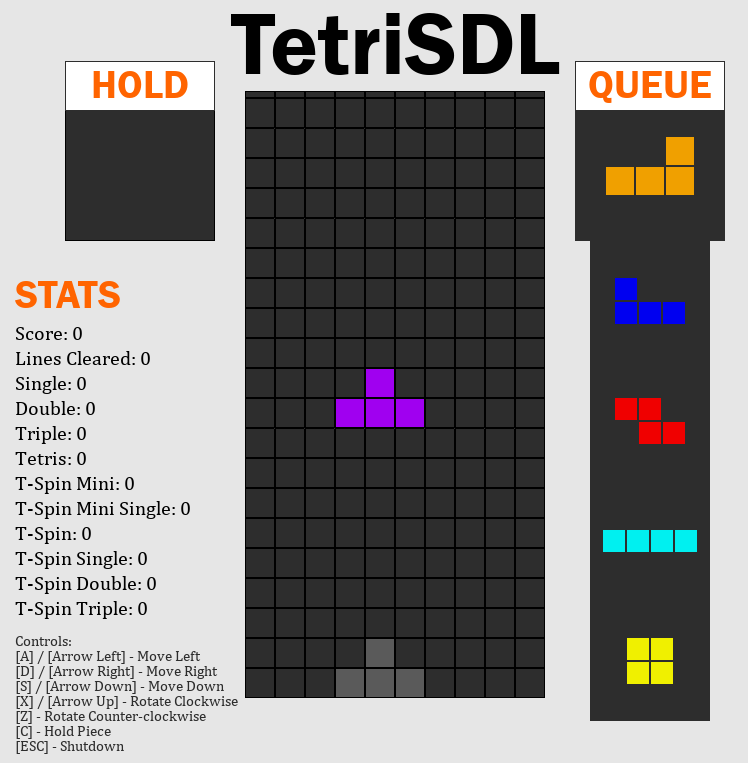 TetriSDL
HOLD
QUEUE
STATS
Score: 0
Lines Cleared: 0
Single: 0
Double: 0
Triple: 0
Tetris: 0
T-Spin Mini: 0
T-Spin Mini Single: 0
T-Spin: 0
T-Spin Single: 0
T-Spin Double: 0
T-Spin Triple: 0
Controls:
[A] / [Arrow Left] - Move Left
[D] / [Arrow Right] - Move Right
[S] / [Arrow Down] - Move Down
[X] / [Arrow Up] - Rotate Clockwise
[Z] - Rotate Counter-clockwise
[C] - Hold Piece
[ESC] - Shutdown